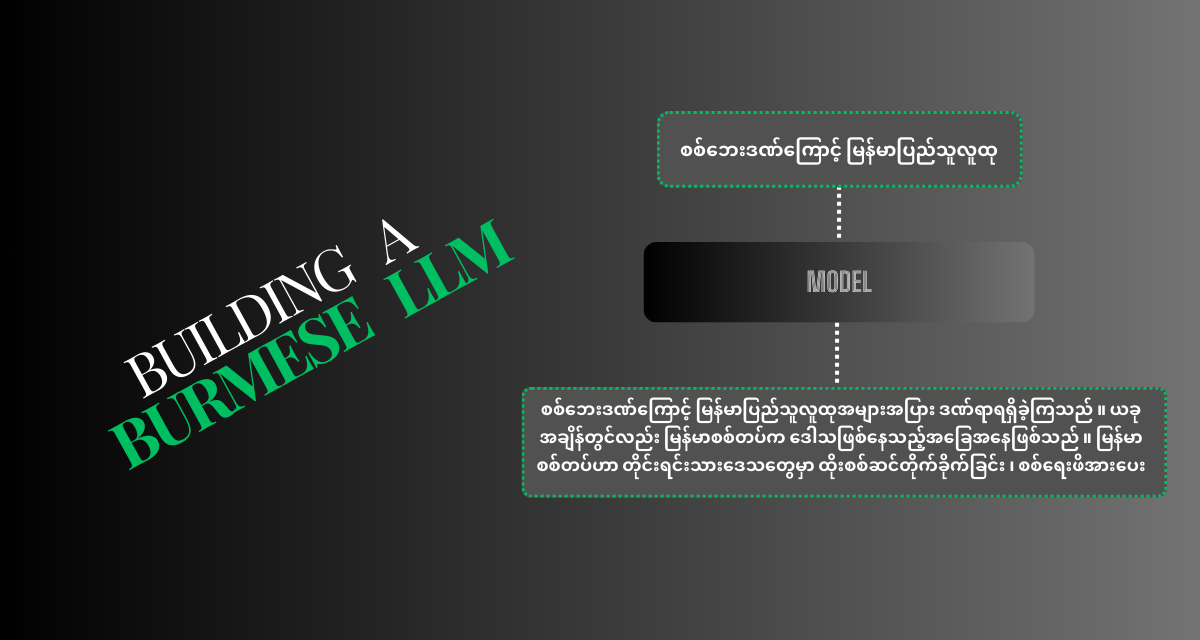 BUILDING A
BURMESE LLM
စစ်ဘေးဒဏ်ကြောင့် မြန်မာပြည်သူလူထု
MODEL
စစ်ဘေးဒဏ်ကြောင့် မြန်မာပြည်သူလူထုအများအပြား ဒဏ်ရာရရှိခဲ့ကြသည် ။ ယခု
အချိန်တွင်လည်း မြန်မာစစ်တပ်က ဒေါသဖြစ်နေသည့်အခြေအနေဖြစ်သည် ။ မြန်မာ
စစ်တပ်ဟာ တိုင်းရင်းသားဒေသတွေမှာ ထိုးစစ်ဆင်တိုက်ခိုက်ခြင်း ၊ စစ်ရေးဖိအားပေး